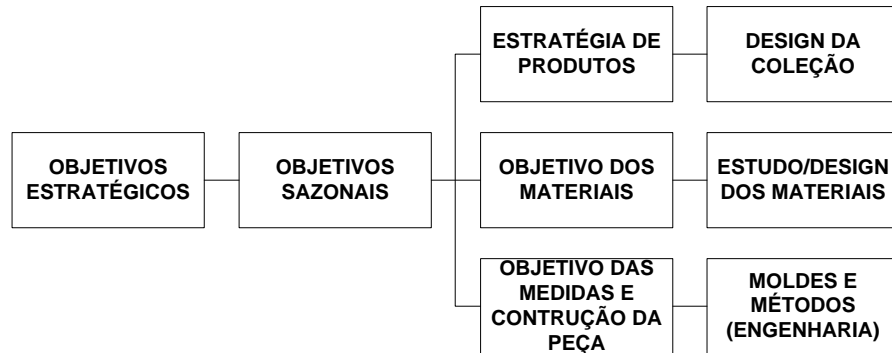 ESTRATÉGIA DE
PRODUTOS
DESIGN DA
COLEÇÃO
OBJETIVOS
ESTRATÉGICOS
OBJETIVOS
SAZONAIS
OBJETIVO DOS
MATERIAIS
ESTUDO/DESIGN
DOS MATERIAIS
OBJETIVO DAS
MEDIDAS E
CONTRUÇÃO DA
PEÇA
MOLDES E
MÉTODOS
(ENGENHARIA)